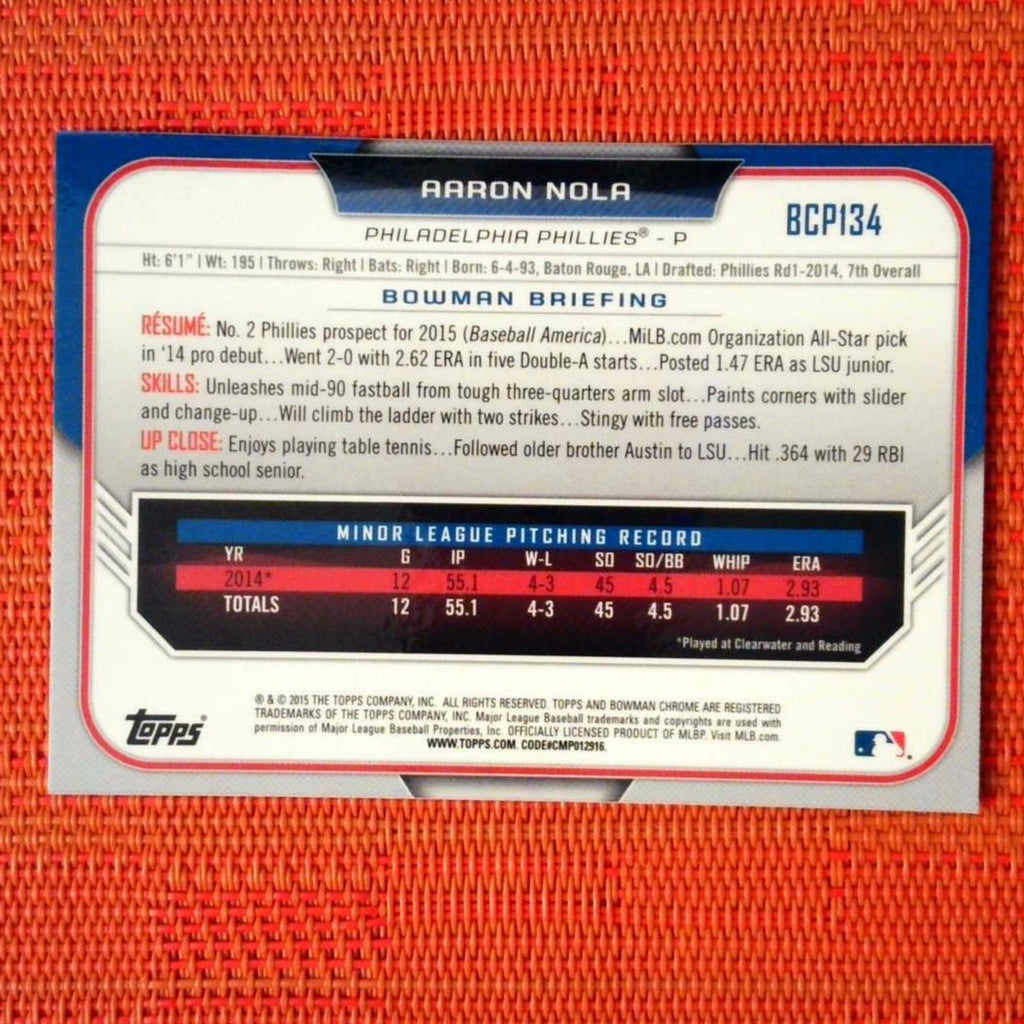 AARON NOLA
BCP134
PHILADELPHIA PHILLIES® - P
Ht: 6'1" | Wt: 195 | Throws: Right | Bats: Right | Born: 6-4-93, Baton Rouge, LA | Drafted: Phillies Rd1-2014, 7th Overall
BOWMAN BRIEFING
RÉSUMÉ: No. 2 Phillies prospect for 2015 (Baseball America)...MiLB.com Organization All-Star pick
in '14 pro debut...Went 2-0 with 2.62 ERA in five Double-A starts...Posted 1.47 ERA as LSU junior.
SKILLS: Unleashes mid-90 fastball from tough three-quarters arm slot...Paints corners with slider
and change-up...Will climb the ladder with two strikes...Stingy with free passes.
UP CLOSE: Enjoys playing table tennis...Followed older brother Austin to LSU...Hit .364 with 29 RBI
as high school senior.
MINOR LEAGUE PITCHING RECORD
YR G IP W-L SO SO/BB WHIP ERA
2014* 12 55.1 4-3 45 4.5 1.07 2.93
TOTALS 12 55.1 4-3 45 4.5 1.07 2.93
*Played at Clearwater and Reading
® & © 2015 THE TOPPS COMPANY, INC. ALL RIGHTS RESERVED. TOPPS AND BOWMAN CHROME ARE REGISTERED
TRADEMARKS OF THE TOPPS COMPANY, INC. Major League Baseball trademarks and copyrights are used with
permission of Major League Baseball Properties, Inc. OFFICIALLY LICENSED PRODUCT OF MLBP. Visit MLB.com.
WWW.TOPPS.COM. CODE#CMP012916.
topps®